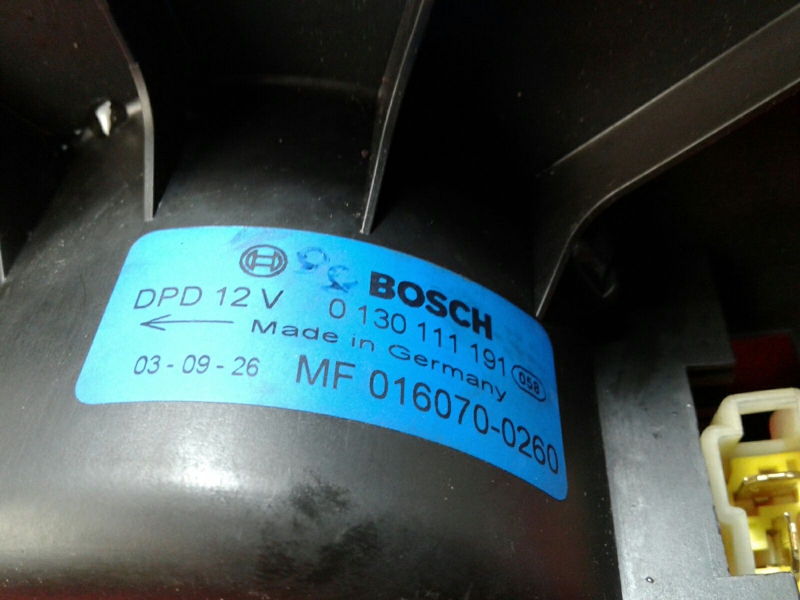 BOSCH
DPD 12 V 0 130 111 191
Made in Germany 058
03-09-26 MF 016070-0260